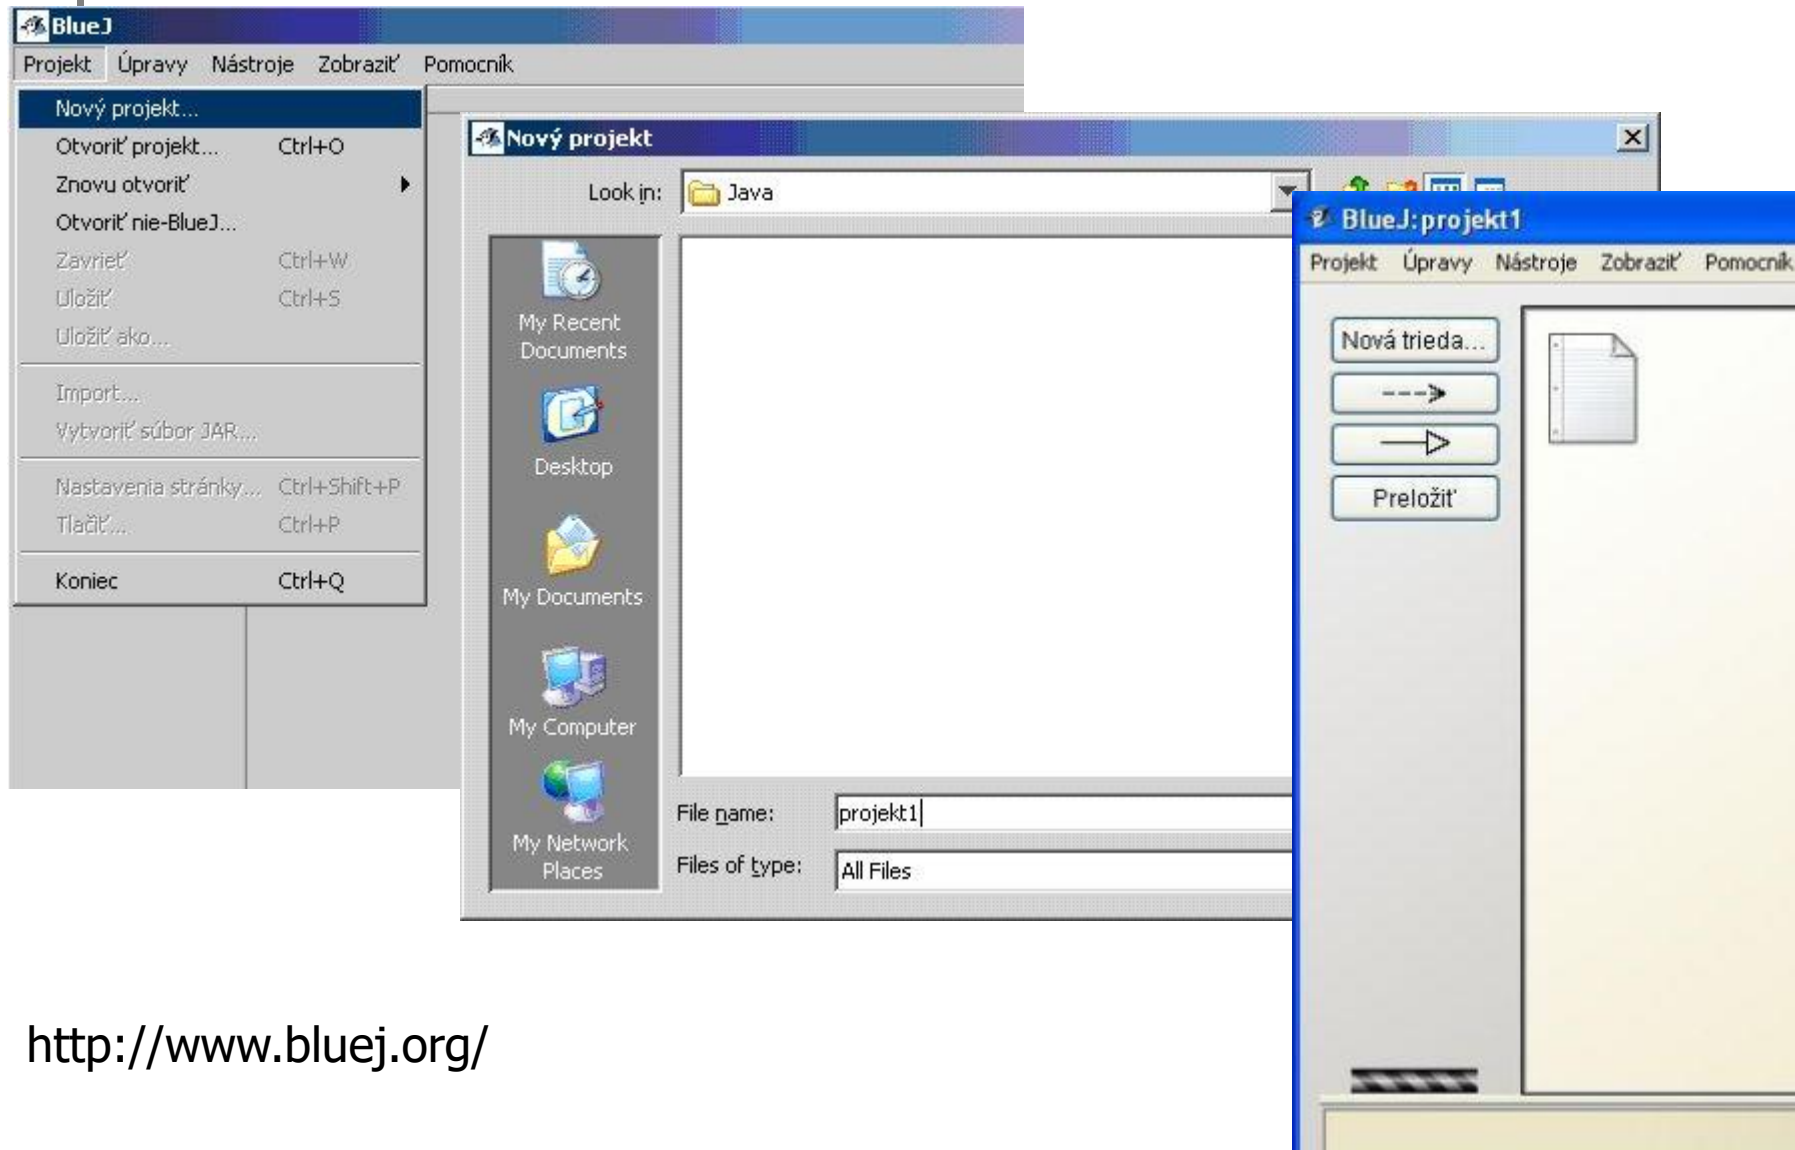 BlueJ
Projekt Úpravy Nástroje Zobraziť Pomocník
Nový projekt...
Otvoriť projekt... Ctrl+O
Znovu otvoriť
Otvoriť nie-BlueJ...
Zavrieť Ctrl+W
Uložiť Ctrl+S
Uložiť ako...
Import...
Vytvoriť súbor JAR...
Nastavenia stránky... Ctrl+Shift+P
Tlačiť... Ctrl+P
Koniec Ctrl+Q
Nový projekt
Look in: Java
My Recent
Documents
Desktop
My Documents
My Computer
My Network
Places
File name: projekt1
Files of type: All Files
BlueJ: projekt1
Projekt Úpravy Nástroje Zobraziť Pomocník
Nová trieda...
Preložiť
http://www.bluej.org/